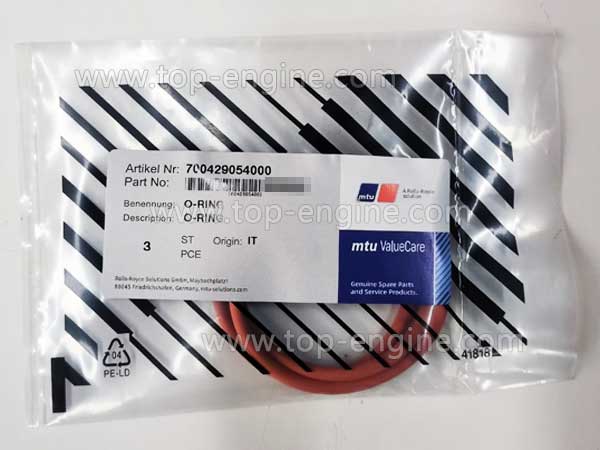 www.top-engine.com
Artikel Nr: 700429054000
Part No:
Benennung: O-RING
Description: O-RING
3 ST Origin: IT
PCE
Rolls-Royce Solutions GmbH, Maybachplatz 1
88045 Friedrichshafen, Germany, mtu-solutions.com
mtu
A Rolls-Royce
solution
mtu ValueCare
Genuine Spare Parts
and Service Products.
www.top-engine.com
www.top-engine.com
04
PE-LD
41818